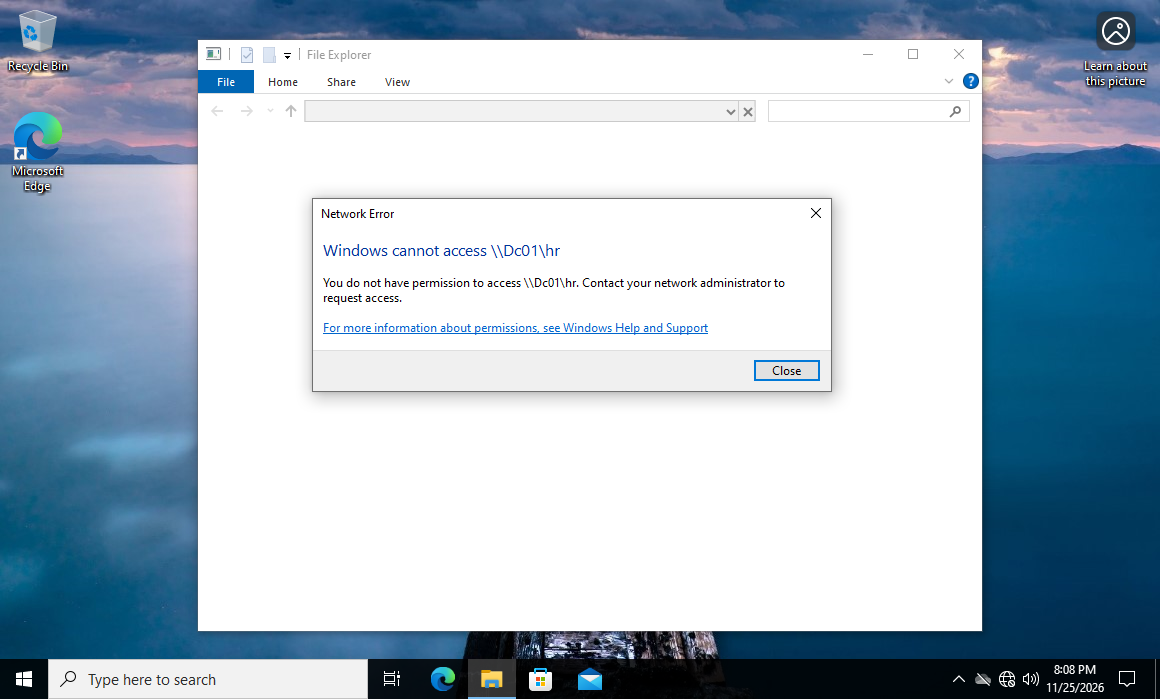 Recycle Bin
Microsoft
Edge
Learn about
this picture
File Explorer
File Home Share View
?
Network Error
Windows cannot access \\Dc01\hr
You do not have permission to access \\Dc01\hr. Contact your network administrator to
request access.
For more information about permissions, see Windows Help and Support
Close
Type here to search
8:08 PM
11/25/2026